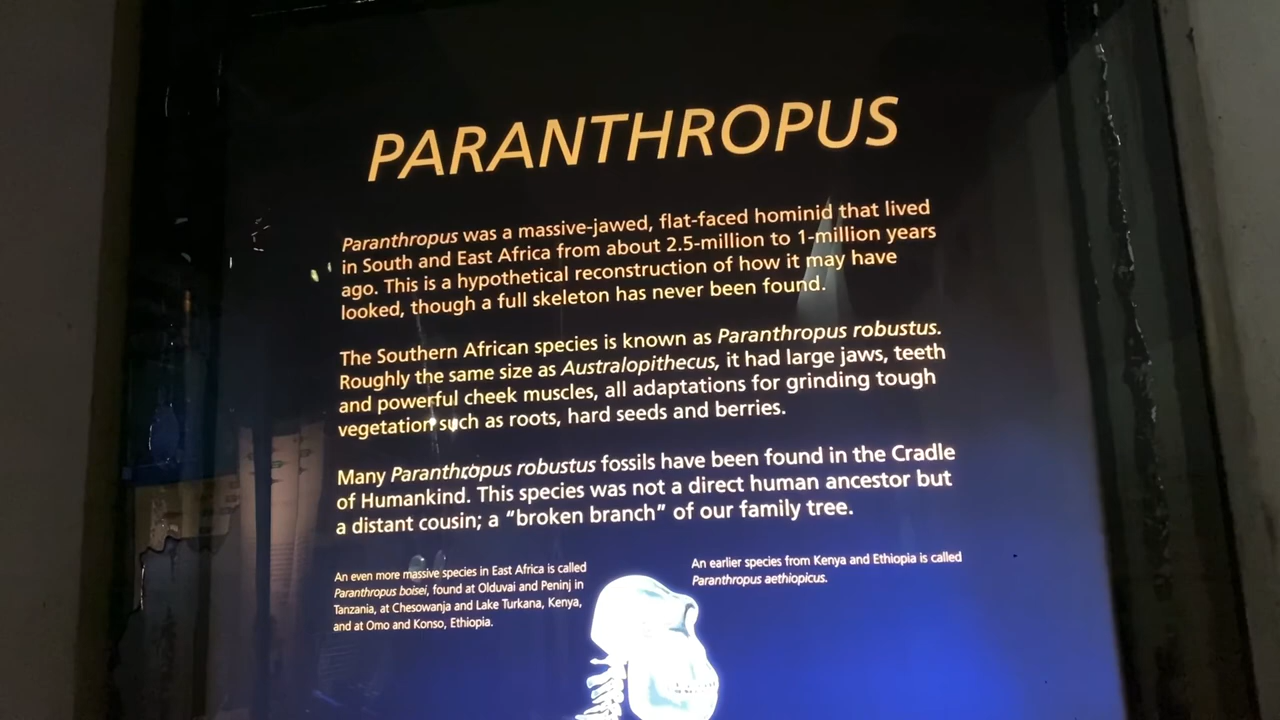 PARANTHROPUS
Paranthropus was a massive-jawed, flat-faced hominid that lived
in South and East Africa from about 2.5-million to 1-million years
ago. This is a hypothetical reconstruction of how it may have
looked, though a full skeleton has never been found.
The Southern African species is known as Paranthropus robustus.
Roughly the same size as Australopithecus, it had large jaws, teeth
and powerful cheek muscles, all adaptations for grinding tough
vegetation such as roots, hard seeds and berries.
Many Paranthropus robustus fossils have been found in the Cradle
of Humankind. This species was not a direct human ancestor but
a distant cousin; a “broken branch” of our family tree.
An even more massive species in East Africa is called
Paranthropus boisei, found at Olduvai and Peninj in
Tanzania, at Chesowanja and Lake Turkana, Kenya,
and at Omo and Konso, Ethiopia.
An earlier species from Kenya and Ethiopia is called
Paranthropus aethiopicus.